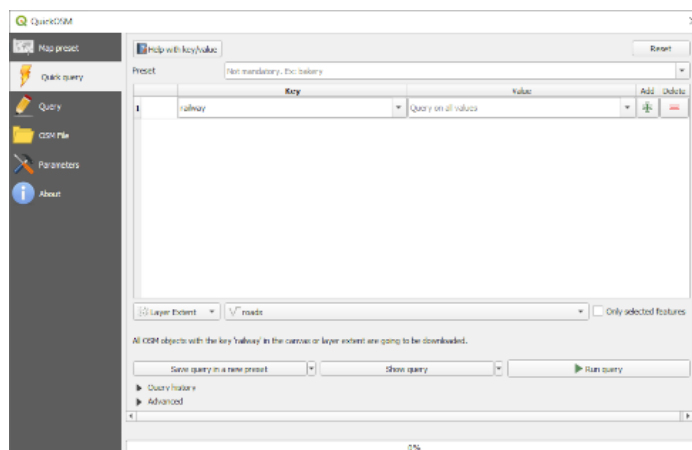 QuickOSM
Map preset
Quick query
Query
OSM File
Parameters
About
Help with key/value
Reset
Preset
Not mandatory. Ex: bakery
Key Value Add Delete
1 railway Query on all values
Layer Extent roads Only selected features
All OSM objects with the key 'railway' in the canvas or layer extent are going to be downloaded.
Save query in a new preset Show query Run query
Query history
Advanced
0%